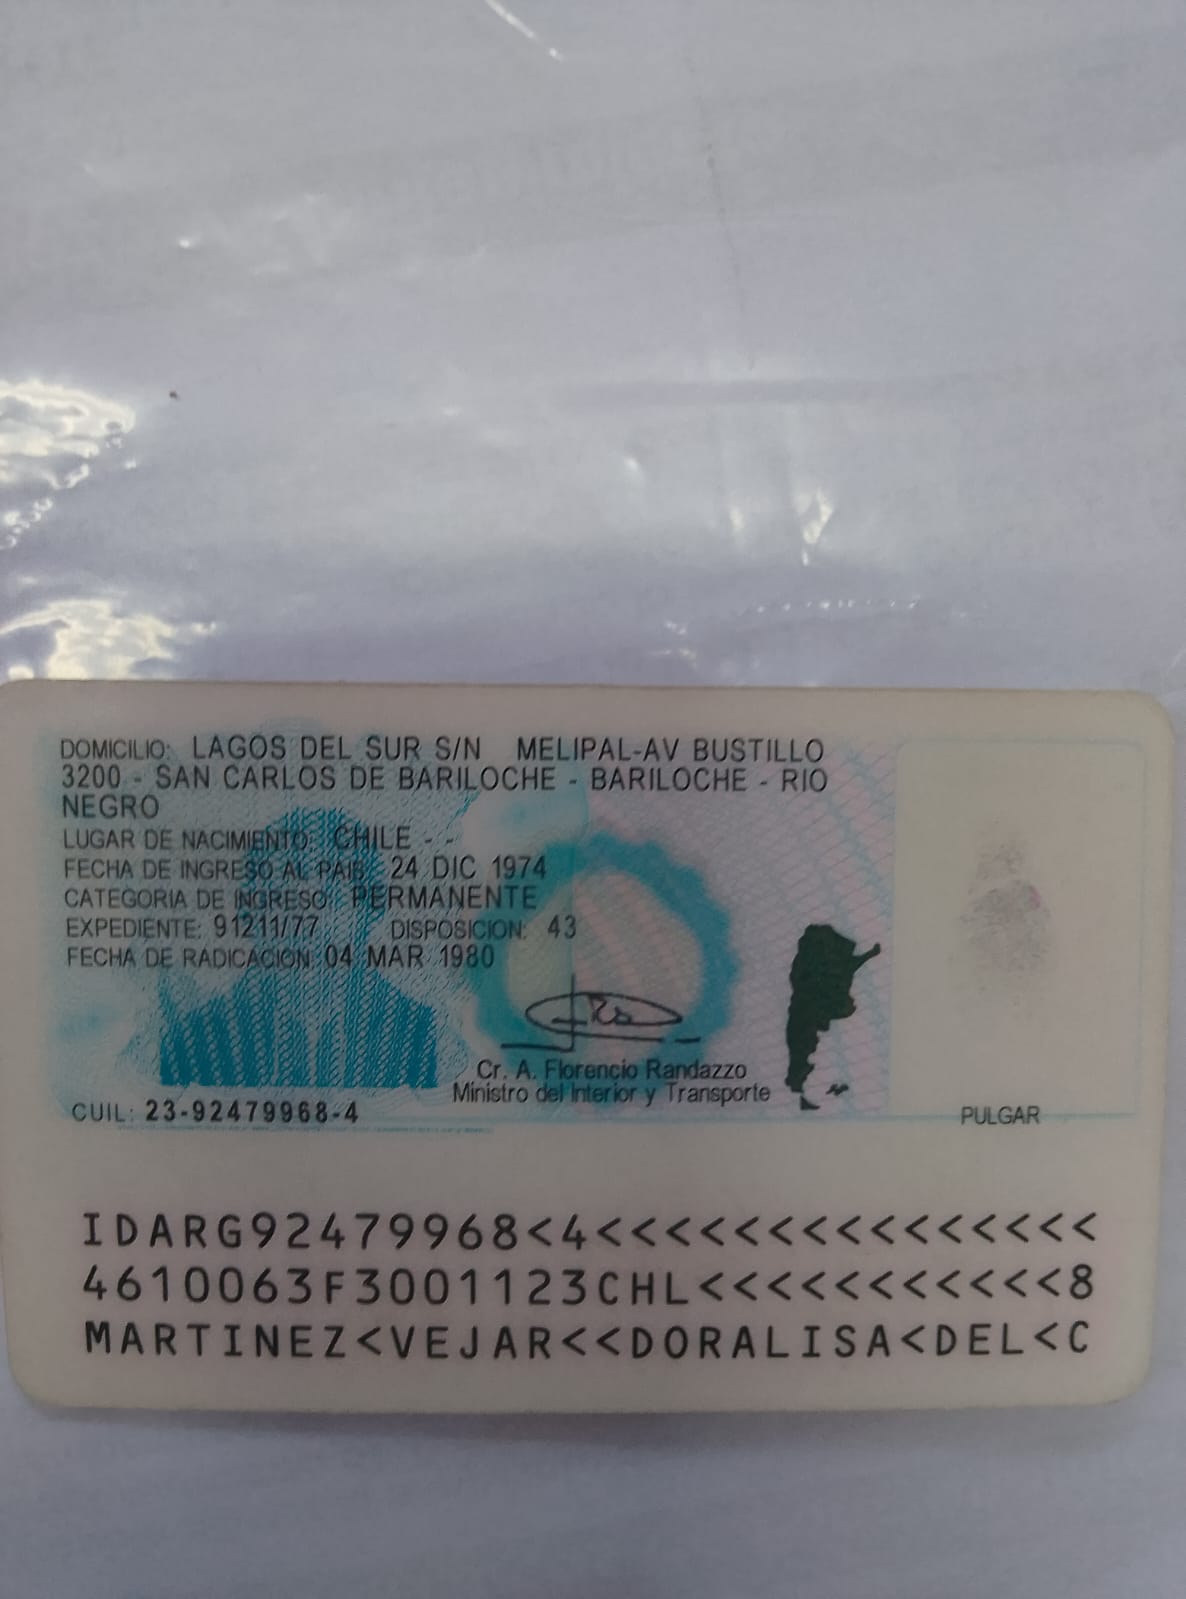 DOMICILIO: LAGOS DEL SUR S/N MELIPAL-AV BUSTILLO
3200 - SAN CARLOS DE BARILOCHE - BARILOCHE - RIO
NEGRO
LUGAR DE NACIMIENTO: CHILE - -
FECHA DE INGRESO AL PAIS: 24 DIC 1974
CATEGORIA DE INGRESO: PERMANENTE
EXPEDIENTE: 91211/77 DISPOSICION: 43
FECHA DE RADICACION: 04 MAR 1980
Cr. A. Florencio Randazzo
Ministro del Interior y Transporte
CUIL: 23-92479968-4
PULGAR
IDARG92479968<4<<<<<<<<<<<<<<<
4610063F3001123CHL<<<<<<<<<<<8
MARTINEZ<VEJAR<<DORALISA<DEL<C